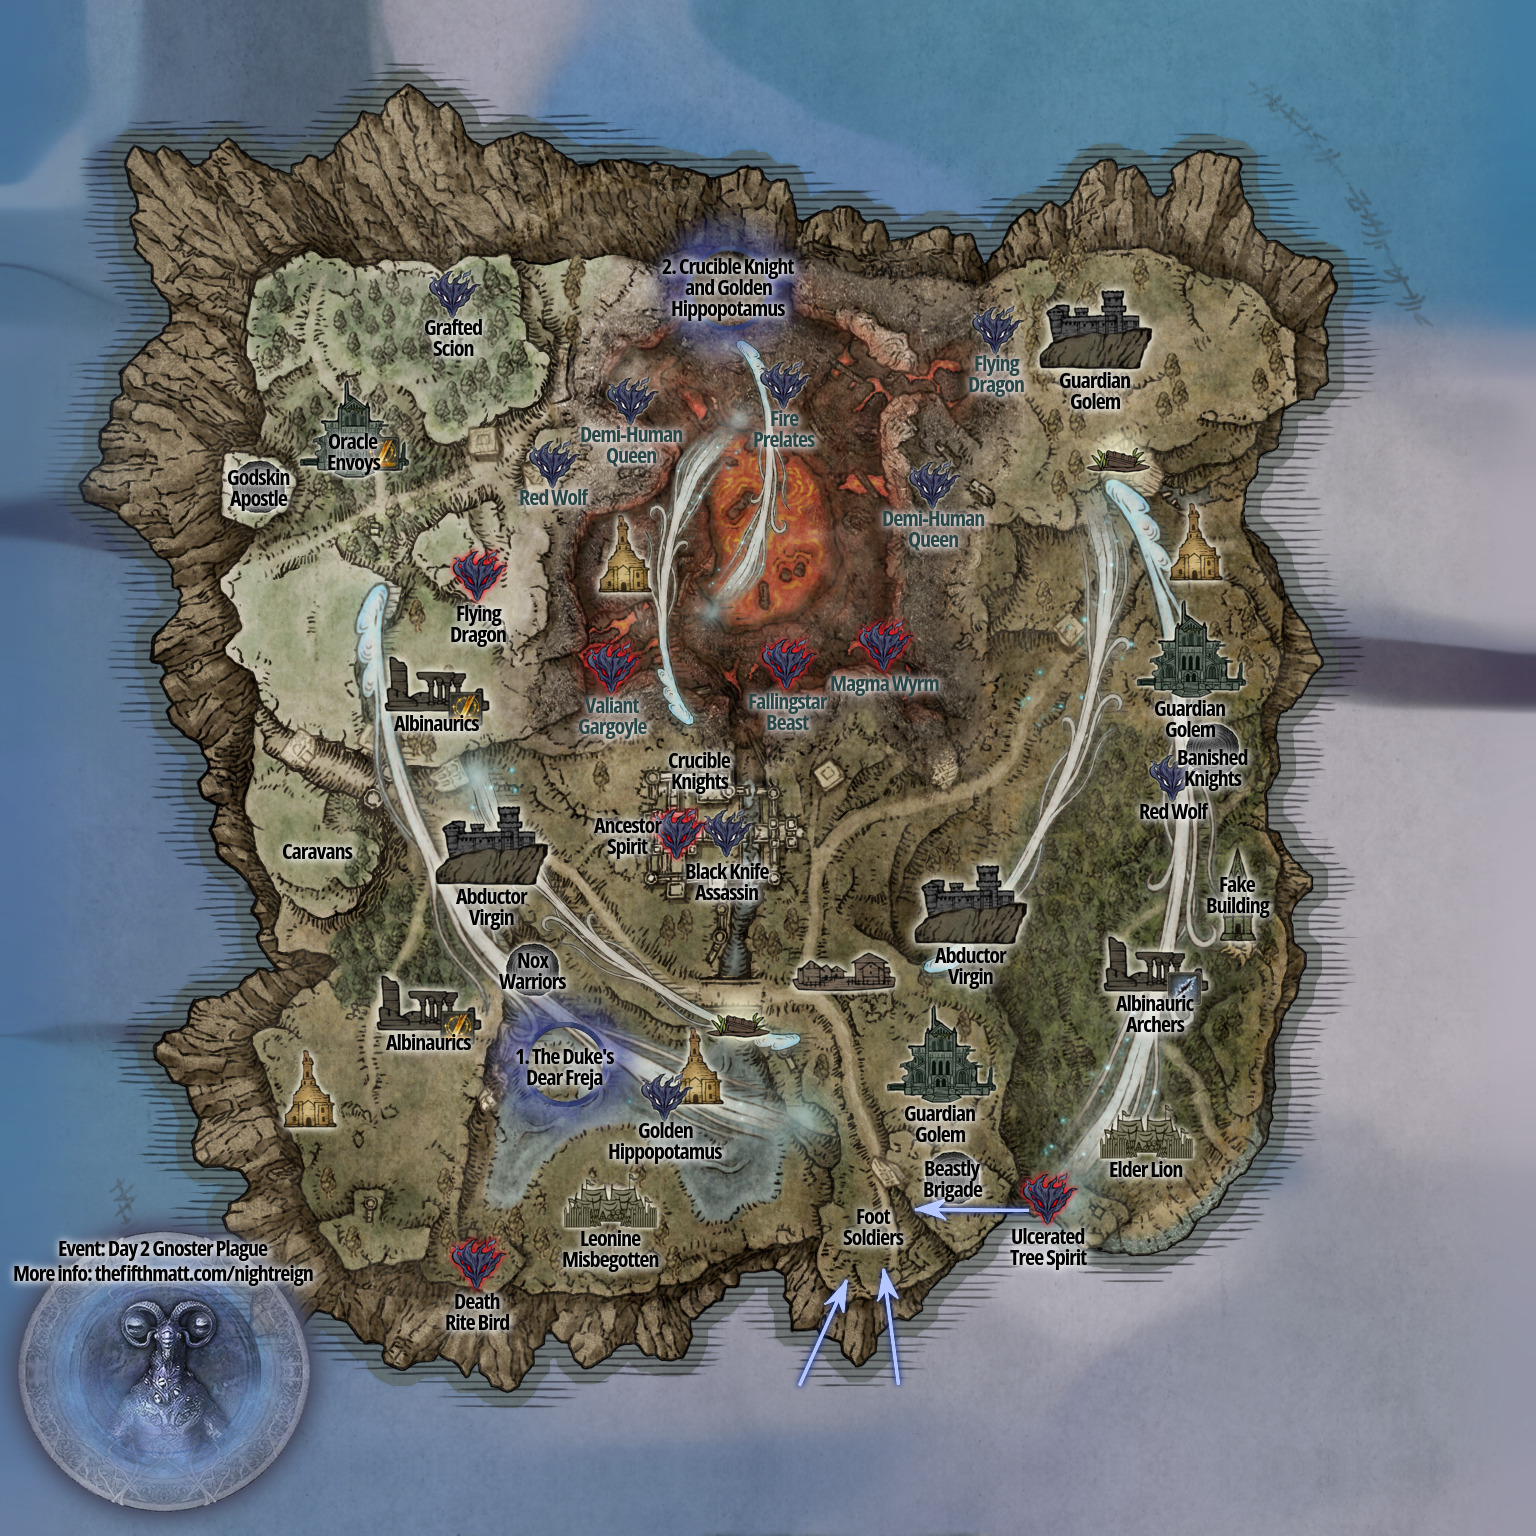 2. Crucible Knight
and Golden
Hippopotamus
Grafted
Scion
Flying
Dragon
Guardian
Golem
Demi-Human
Queen
Fire
Prelates
Oracle
Envoys
Godskin
Apostle
Red Wolf
Demi-Human
Queen
Flying
Dragon
Albinaurics
Valiant
Gargoyle
Fallingstar
Beast
Magma Wyrm
Guardian
Golem
Banished
Knights
Red Wolf
Crucible
Knights
Ancestor
Spirit
Black Knife
Assassin
Caravans
Abductor
Virgin
Fake
Building
Nox
Warriors
Abductor
Virgin
Albinauric
Archers
Albinaurics
1. The Duke's
Dear Freja
Golden
Hippopotamus
Guardian
Golem
Elder Lion
Beastly
Brigade
Foot
Soldiers
Ulcerated
Tree Spirit
Leonine
Misbegotten
Death
Rite Bird
Event: Day 2 Gnoster Plague
More info: thefifthmatt.com/nightreign